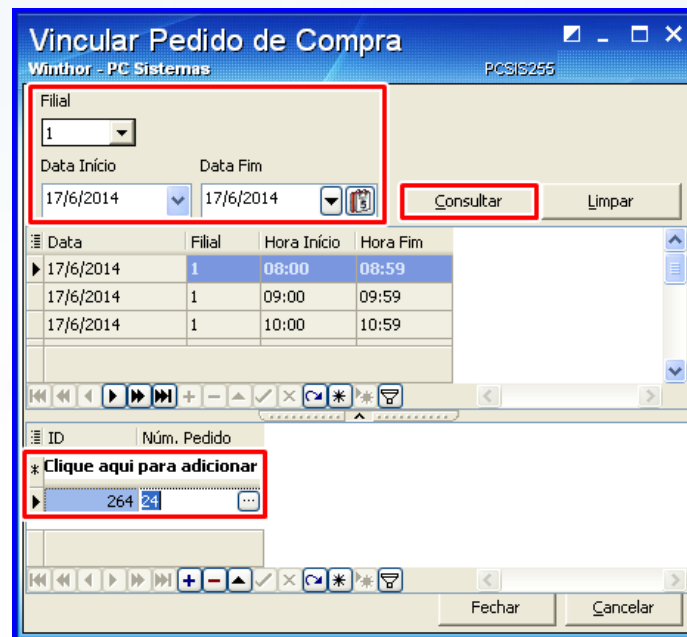 Vincular Pedido de Compra
Winthor - PC Sistemas PCSIS255
Filial
1
Data Início Data Fim
17/6/2014 17/6/2014 Consultar Limpar
Data Filial Hora Início Hora Fim
17/6/2014 1 08:00 08:59
17/6/2014 1 09:00 09:59
17/6/2014 1 10:00 10:59
ID Núm. Pedido
Clique aqui para adicionar
264 24
Fechar Cancelar